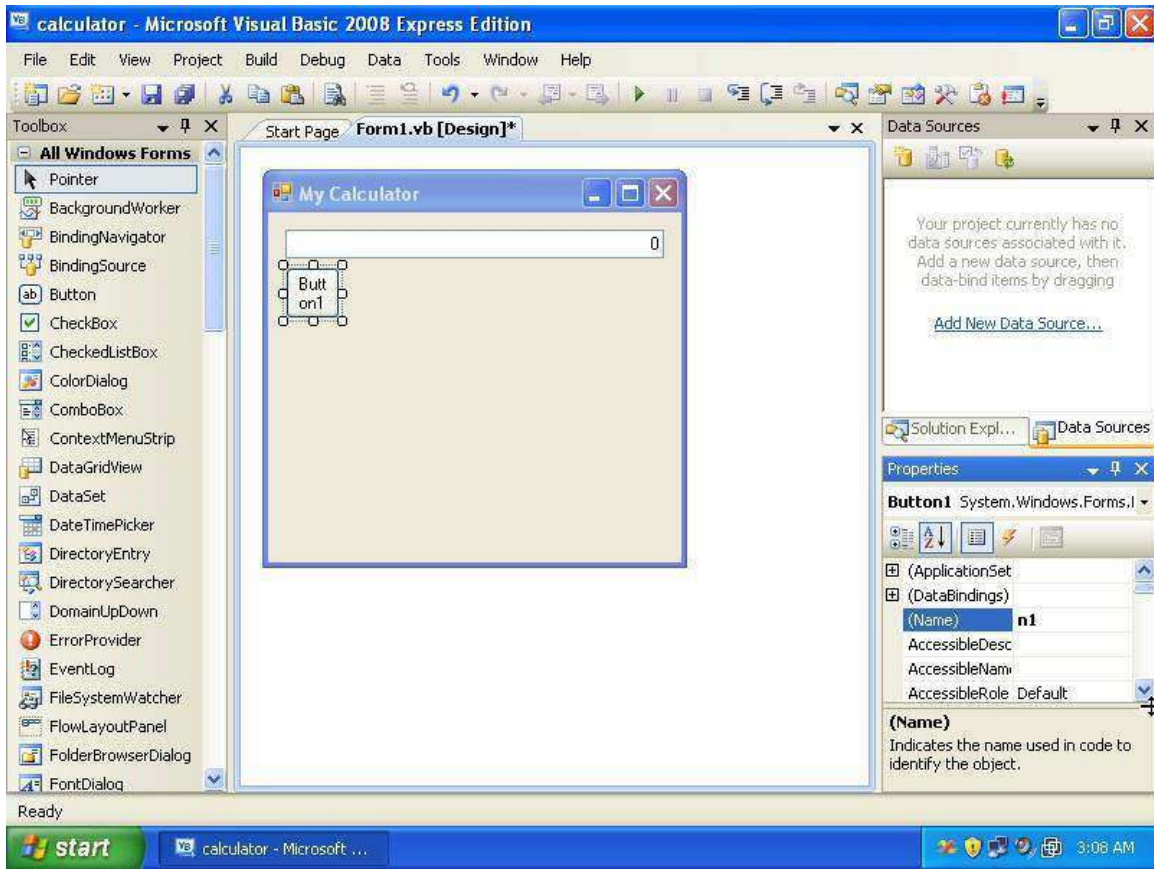 calculator - Microsoft Visual Basic 2008 Express Edition
File Edit View Project Build Debug Data Tools Window Help
Toolbox
Start Page
Form1.vb [Design]*
Data Sources
All Windows Forms
Pointer
BackgroundWorker
BindingNavigator
BindingSource
Button
CheckBox
CheckedListBox
ColorDialog
ComboBox
ContextMenuStrip
DataGridView
DataSet
DateTimePicker
DirectoryEntry
DirectorySearcher
DomainUpDown
ErrorProvider
EventLog
FileSystemWatcher
FlowLayoutPanel
FolderBrowserDialog
FontDialog
My Calculator
0
Butt
on1
Your project currently has no
data sources associated with it.
Add a new data source, then
data-bind items by dragging
Add New Data Source...
Solution Expl...
Data Sources
Properties
Button1 System.Windows.Forms.
(ApplicationSet
(DataBindings)
(Name) n1
AccessibleDesc
AccessibleNam
AccessibleRole Default
(Name)
Indicates the name used in code to
identify the object.
Ready
start
calculator - Microsoft ...
3:08 AM